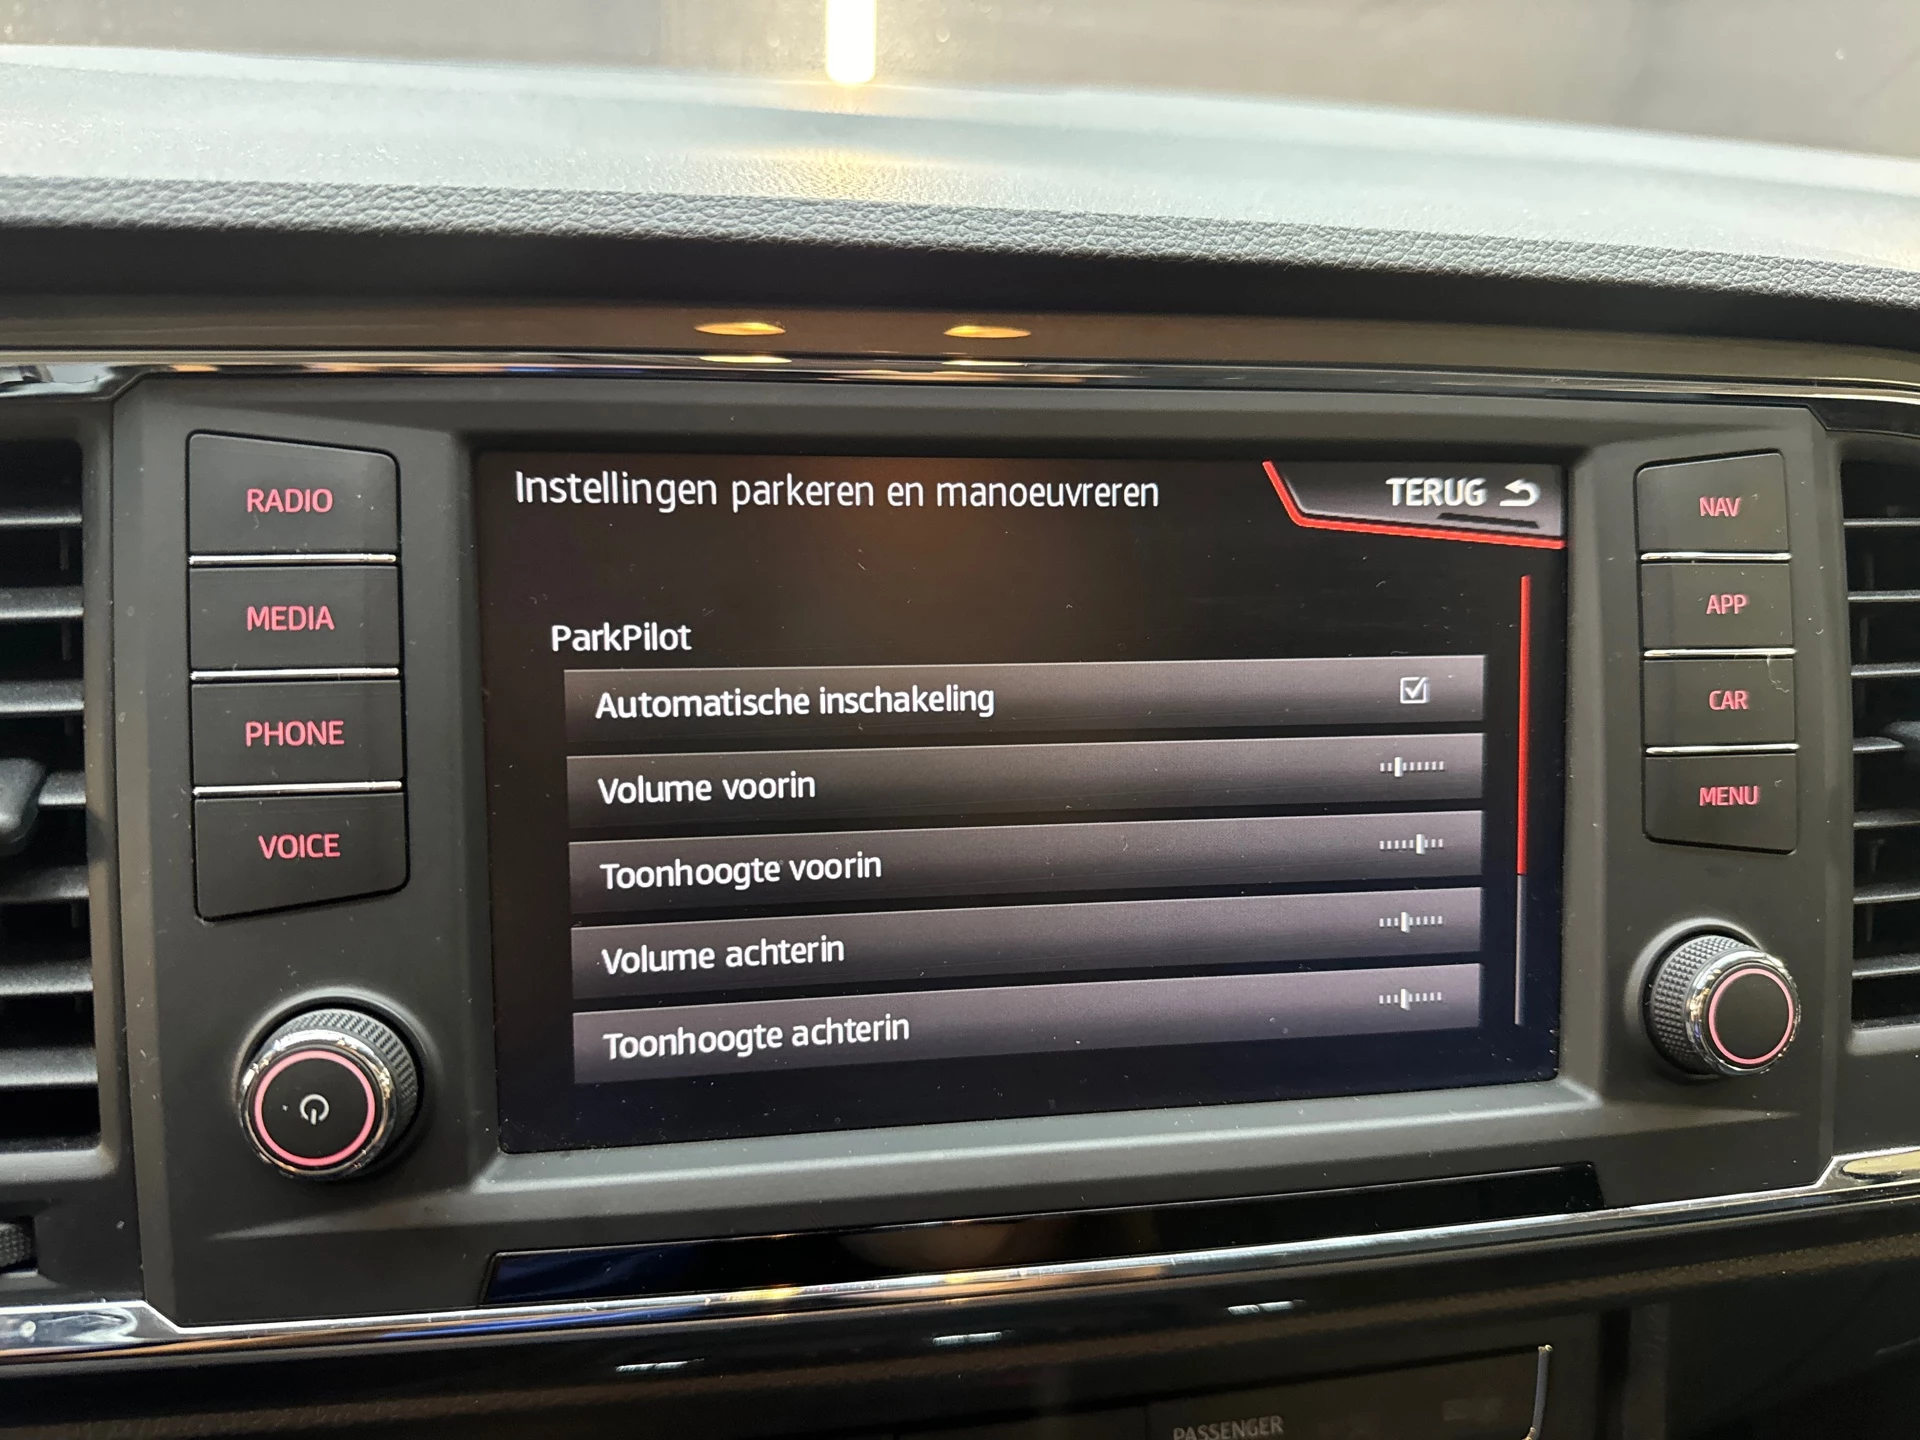 Instellingen parkeren en manoeuvreren
TERUG
ParkPilot
Automatische inschakeling
Volume voorin
Toonhoogte voorin
Volume achterin
Toonhoogte achterin
RADIO
MEDIA
PHONE
VOICE
NAV
APP
CAR
MENU
PASSENGER